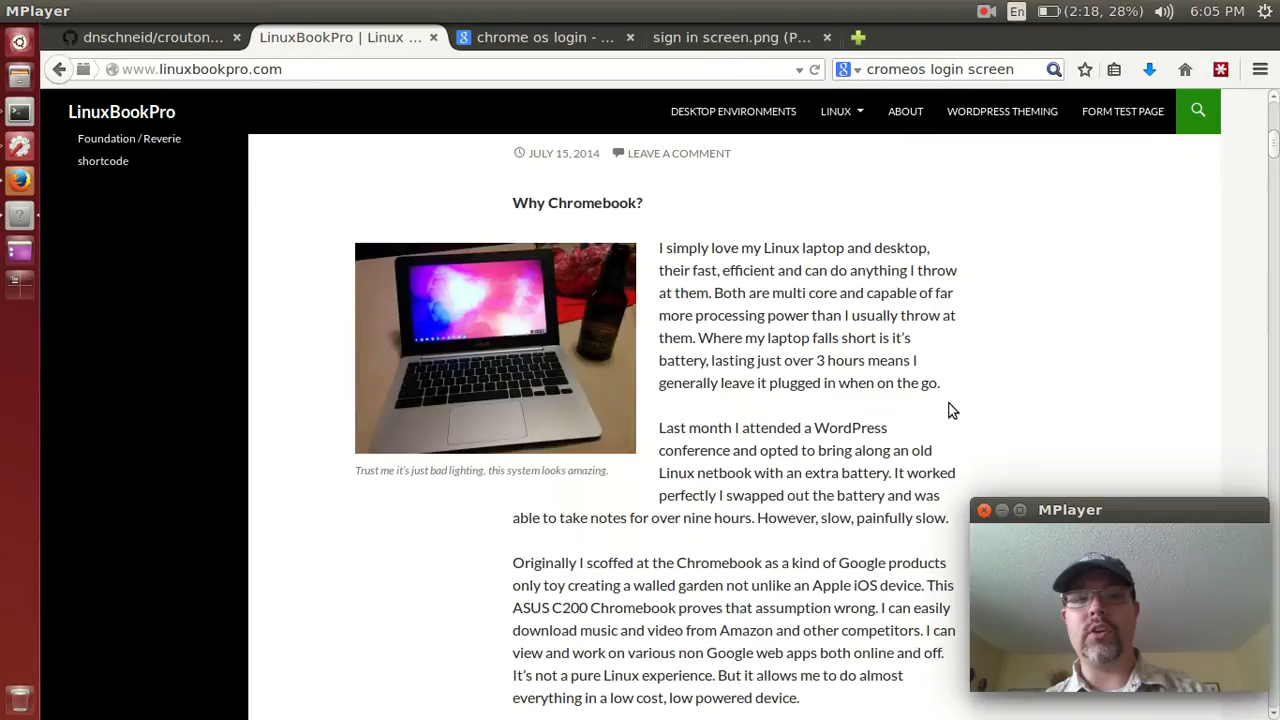 MPlayer
En
(2:18, 28%)
6:05 PM
dnschneid/crouton...
LinuxBookPro | Linux ...
chrome os login - ...
sign in screen.png (P...
www.linuxbookpro.com
cromeos login screen
LinuxBookPro
DESKTOP ENVIRONMENTS
LINUX
ABOUT
WORDPRESS THEMING
FORM TEST PAGE
Foundation / Reverie
shortcode
JULY 15, 2014
LEAVE A COMMENT
Why Chromebook?
I simply love my Linux laptop and desktop,
their fast, efficient and can do anything I throw
at them. Both are multi core and capable of far
more processing power than I usually throw at
them. Where my laptop falls short is it's
battery, lasting just over 3 hours means I
generally leave it plugged in when on the go.
Trust me it's just bad lighting, this system looks amazing.
Last month I attended a WordPress
conference and opted to bring along an old
Linux netbook with an extra battery. It worked
perfectly I swapped out the battery and was
able to take notes for over nine hours. However, slow, painfully slow.
Originally I scoffed at the Chromebook as a kind of Google products
only toy creating a walled garden not unlike an Apple iOS device. This
ASUS C200 Chromebook proves that assumption wrong. I can easily
download music and video from Amazon and other competitors. I can
view and work on various non Google web apps both online and off.
It's not a pure Linux experience. But it allows me to do almost
everything in a low cost, low powered device.
MPlayer